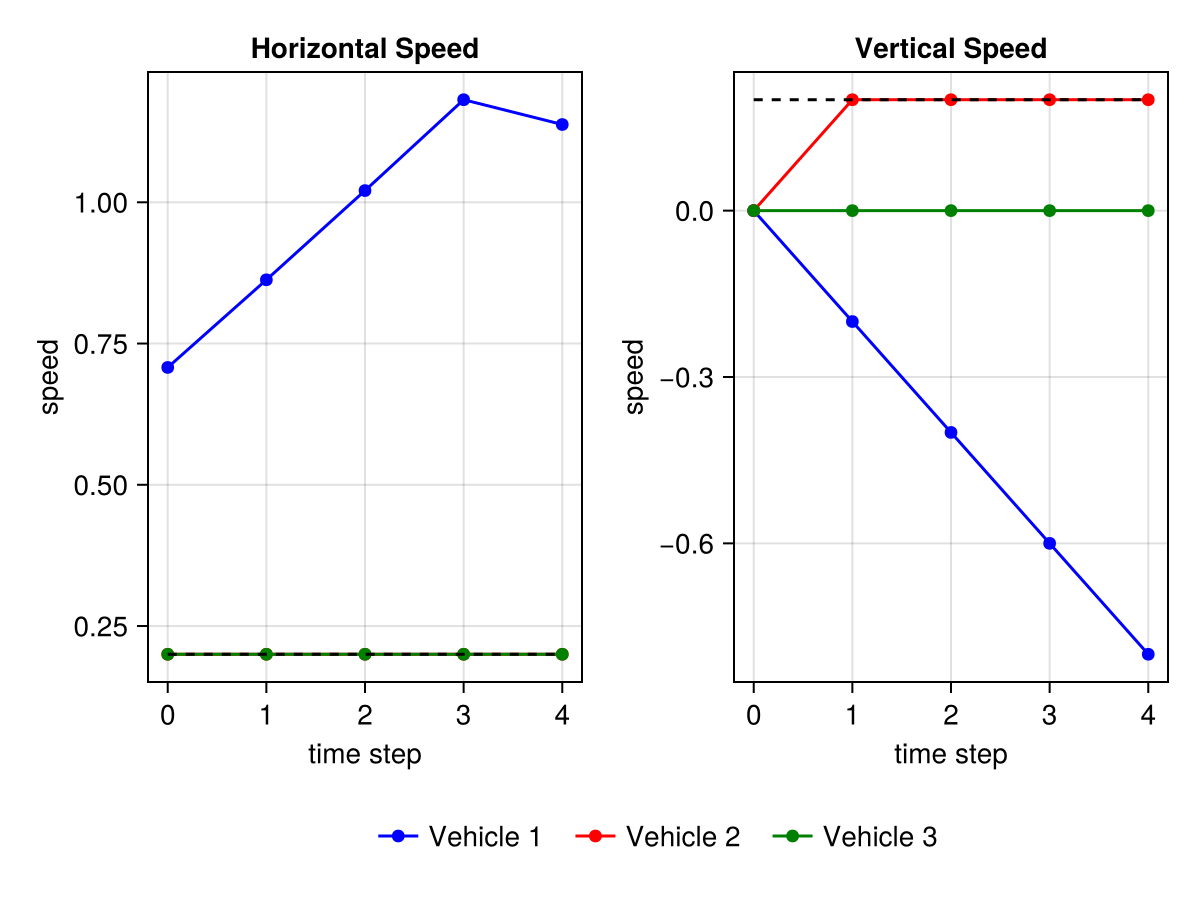 Horizontal Speed
1.00
0.75
0.50
0.25
speed
0 1 2 3 4
time step
Vertical Speed
0.0
−0.3
−0.6
speed
0 1 2 3 4
time step
Vehicle 1 Vehicle 2 Vehicle 3